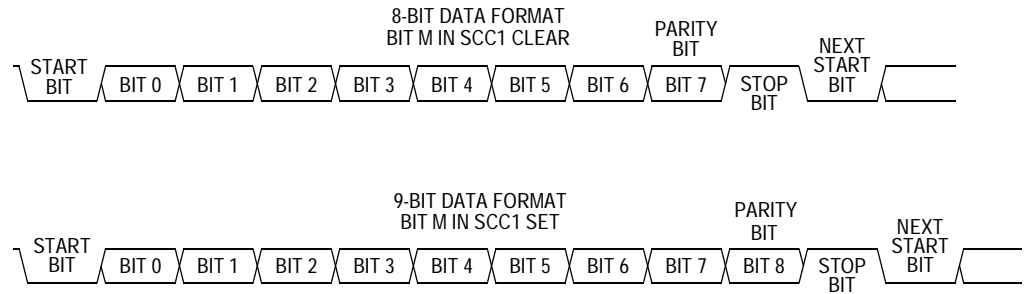 8-BIT DATA FORMAT
BIT M IN SCC1 CLEAR
PARITY
BIT
NEXT
START
BIT
START
BIT
BIT 0 BIT 1 BIT 2 BIT 3 BIT 4 BIT 5 BIT 6 BIT 7
STOP
BIT
9-BIT DATA FORMAT
BIT M IN SCC1 SET
PARITY
BIT
NEXT
START
BIT
START
BIT
BIT 0 BIT 1 BIT 2 BIT 3 BIT 4 BIT 5 BIT 6 BIT 7 BIT 8
STOP
BIT